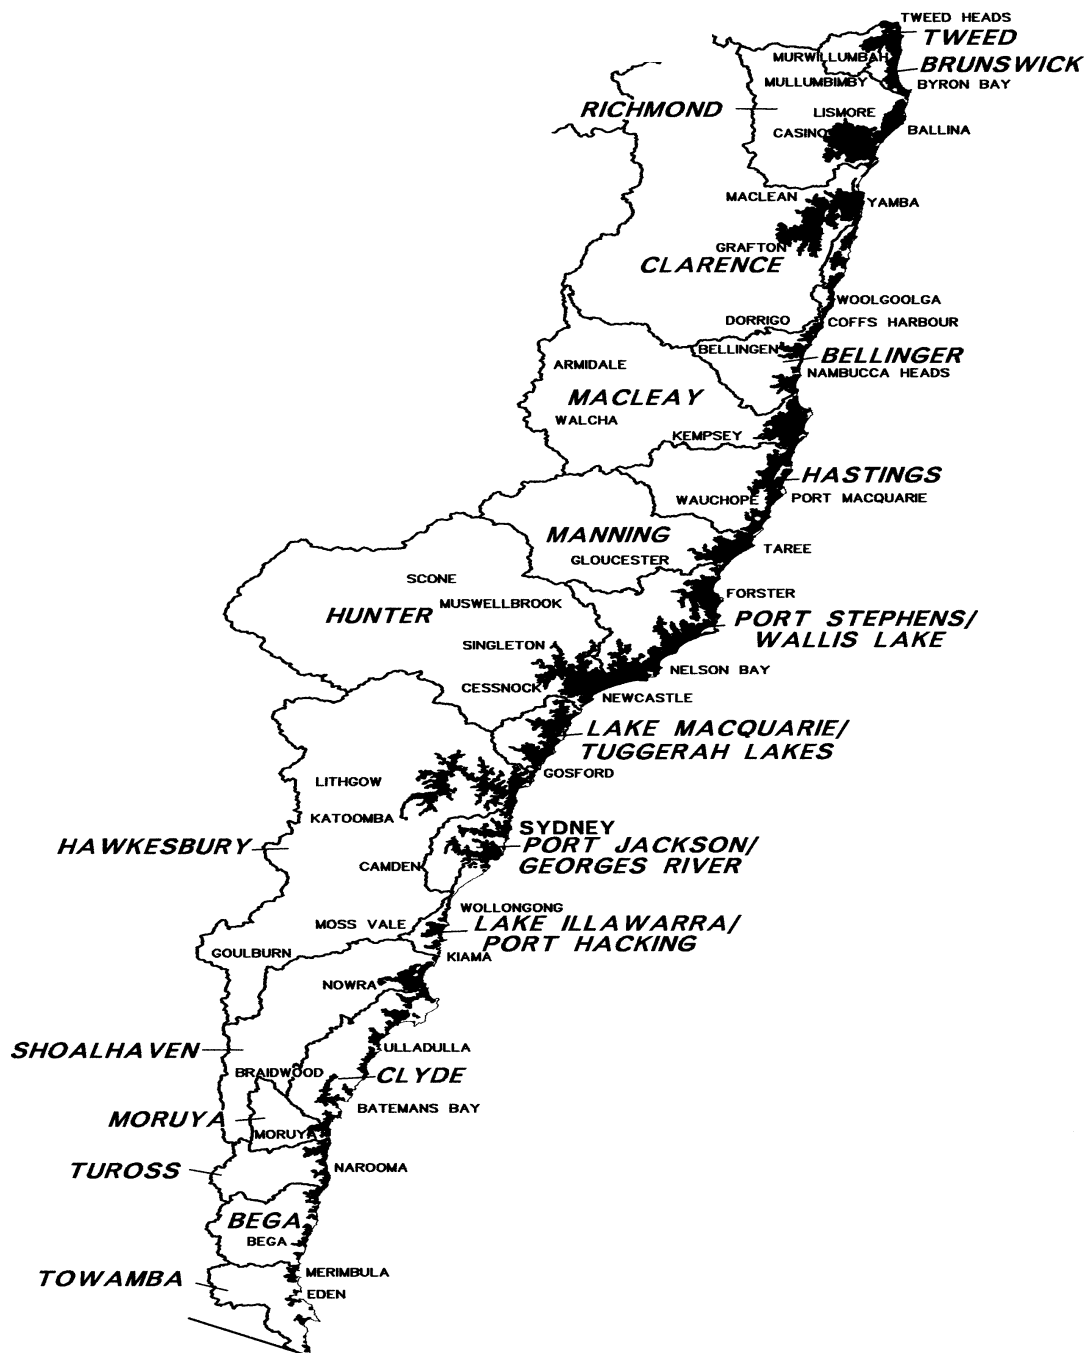 TWEED HEADS
TWEED
MURWILLUMBAH
BRUNSWICK
MULLUMBIMBY
BYRON BAY
RICHMOND
LISMORE
CASINO
BALLINA
MACLEAN
YAMBA
GRAFTON
CLARENCE
WOOLGOOLGA
DORRIGO
COFFS HARBOUR
BELLINGEN
BELLINGER
ARMIDALE
NAMBUCCA HEADS
MACLEAY
WALCHA
KEMPSEY
HASTINGS
WAUCHOPE
PORT MACQUARIE
MANNING
TAREE
GLOUCESTER
SCONE
FORSTER
MUSWELLBROOK
HUNTER
PORT STEPHENS/
WALLIS LAKE
SINGLETON
NELSON BAY
CESSNOCK
NEWCASTLE
LAKE MACQUARIE/
TUGGERAH LAKES
GOSFORD
LITHGOW
KATOOMBA
SYDNEY
HAWKESBURY
PORT JACKSON/
GEORGES RIVER
CAMDEN
WOLLONGONG
MOSS VALE
LAKE ILLAWARRA/
PORT HACKING
GOULBURN
KIAMA
NOWRA
SHOALHAVEN
ULLADULLA
BRAIDWOOD
CLYDE
BATEMANS BAY
MORUYA
MORUYA
TUROSS
NAROOMA
BEGA
BEGA
TOWAMBA
MERIMBULA
EDEN